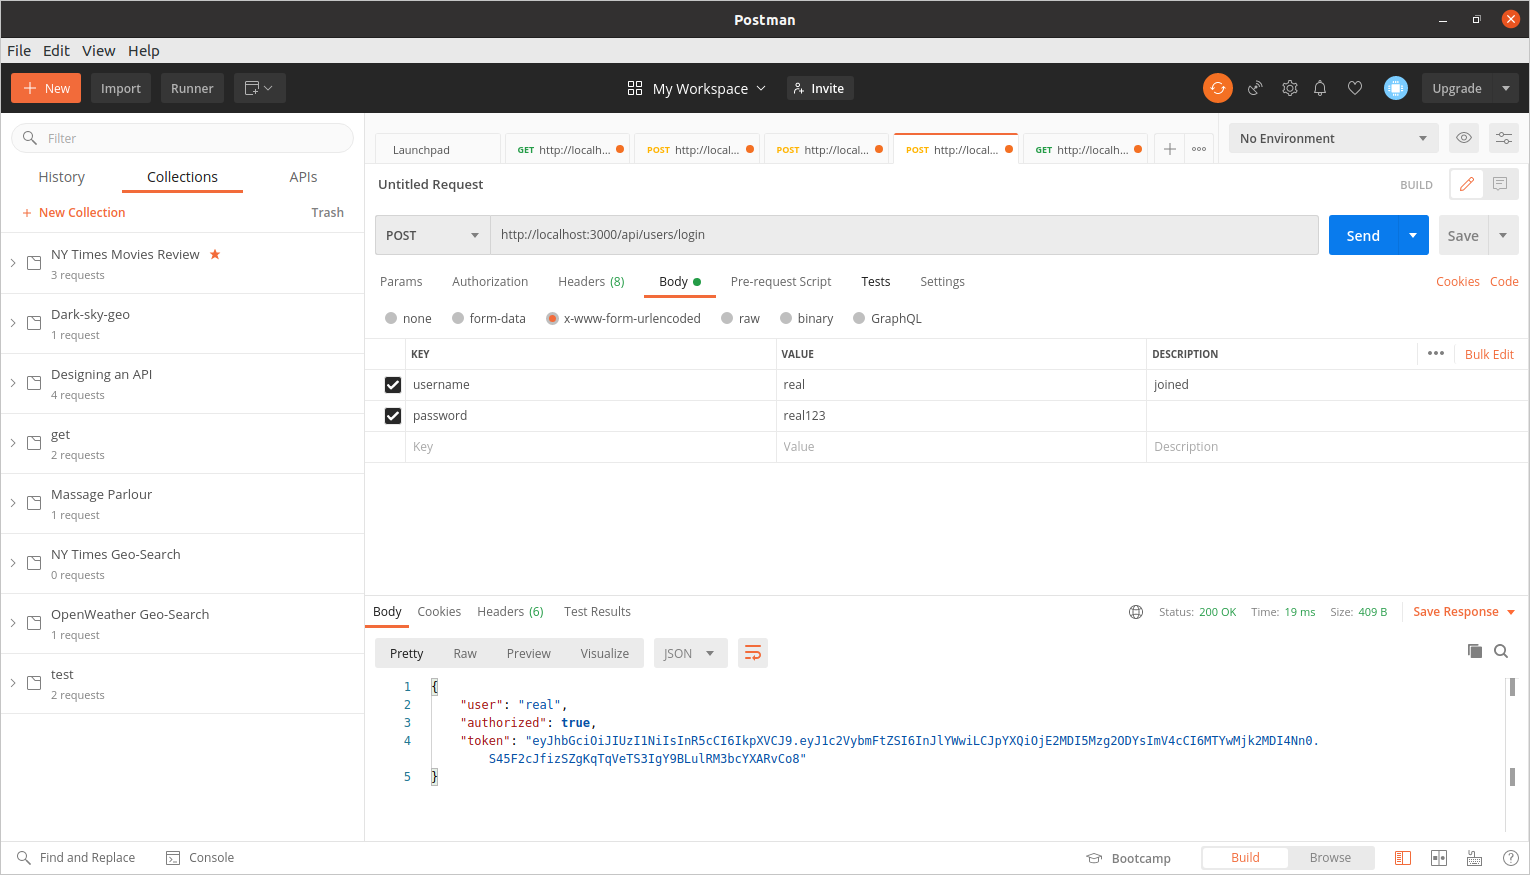 Postman
File Edit View Help
New Import Runner My Workspace Invite Upgrade
Filter
Launchpad GET http://localh... POST http://local... POST http://local... POST http://local... GET http://localh... No Environment
History Collections APIs
New Collection Trash
NY Times Movies Review
3 requests
Dark-sky-geo
1 request
Designing an API
4 requests
get
2 requests
Massage Parlour
1 request
NY Times Geo-Search
0 requests
OpenWeather Geo-Search
1 request
test
2 requests
Untitled Request BUILD
POST http://localhost:3000/api/users/login Send Save
Params Authorization Headers (8) Body Pre-request Script Tests Settings Cookies Code
none form-data x-www-form-urlencoded raw binary GraphQL
KEY VALUE DESCRIPTION Bulk Edit
username real joined
password real123
Key Value Description
Body Cookies Headers (6) Test Results Status: 200 OK Time: 19 ms Size: 409 B Save Response
Pretty Raw Preview Visualize JSON
1 {
2 "user": "real",
3 "authorized": true,
4 "token": "eyJhbGciOiJIUzI1NiIsInR5cCI6IkpXVCJ9.eyJ1c2VybmFtZSI6InJlYWwiLCJpYXQiOjE2MDI5Mzg2ODYsImV4cCI6MTYwMjk2MDI4Nn0.
S45F2cJfizSZgKqTqVeTS3IgY9BLulRM3bcYXARvCo8"
5 }
Find and Replace Console Bootcamp Build Browse